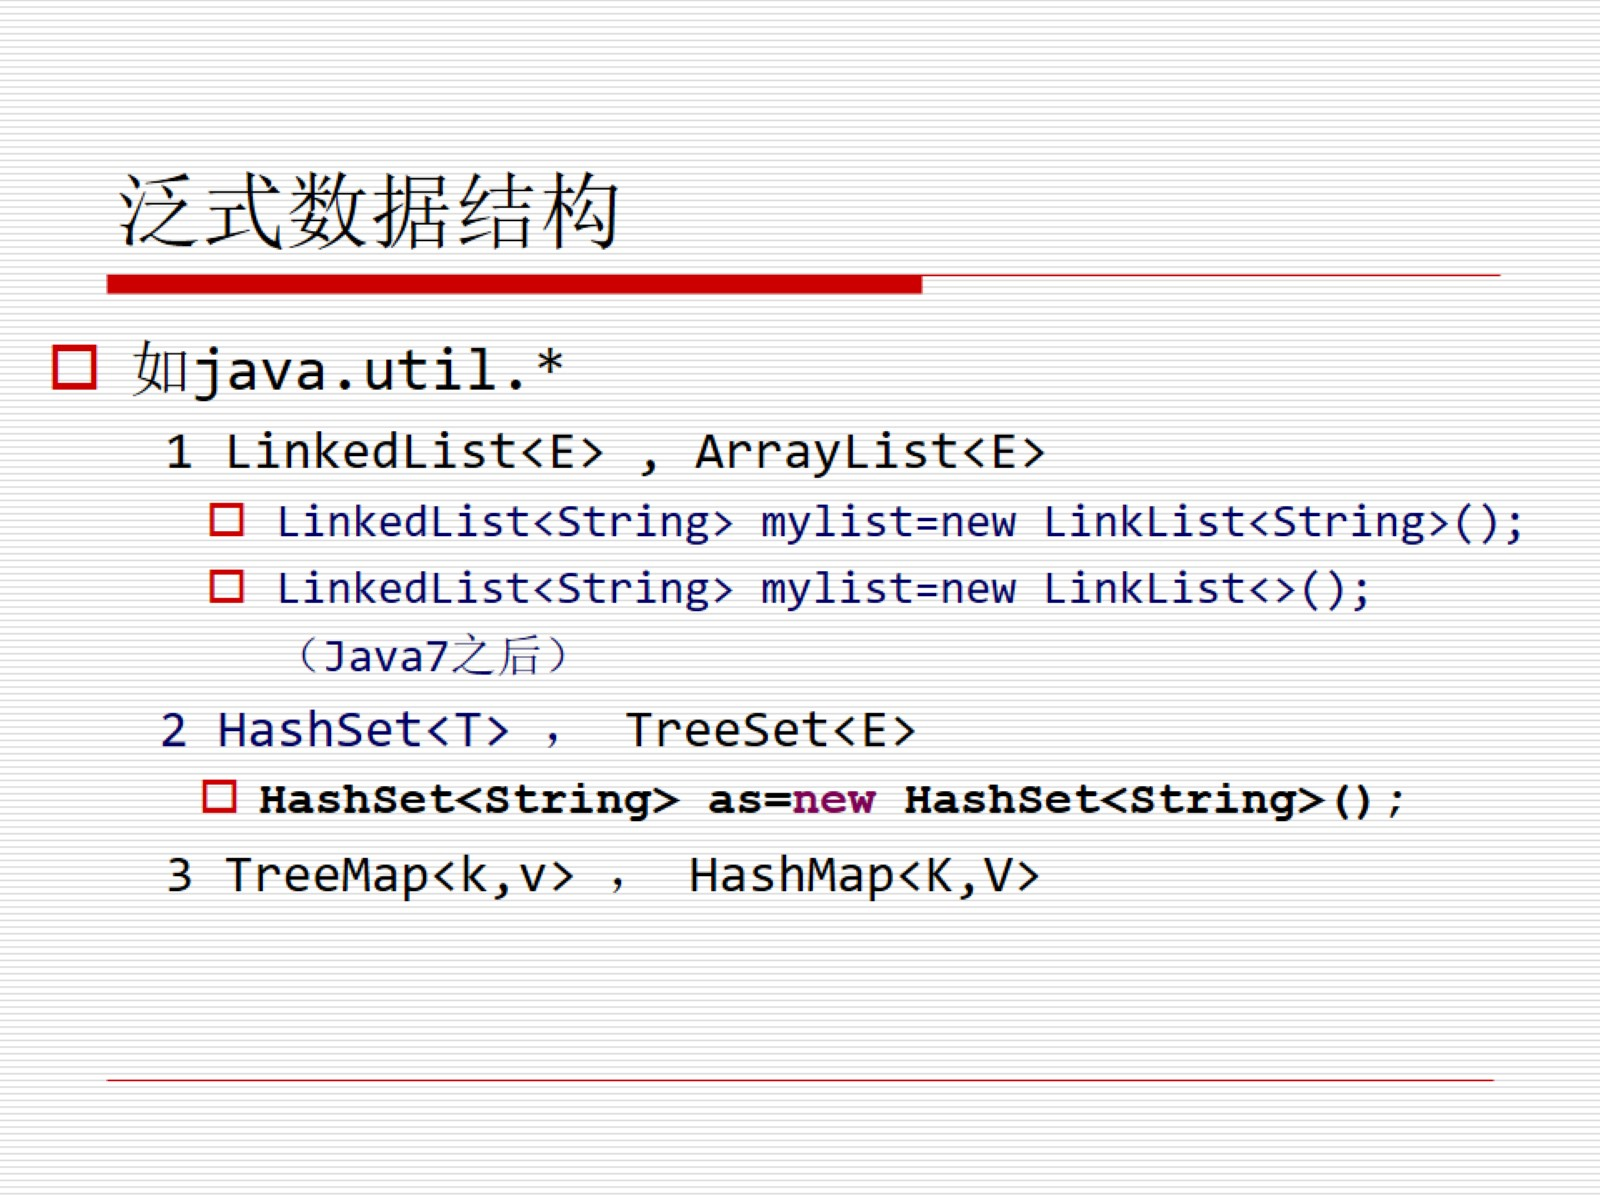 泛式数据结构
如java.util.*
1 LinkedList<E> , ArrayList<E>
LinkedList<String> mylist=new LinkList<String>();
LinkedList<String> mylist=new LinkList<>();
（Java7之后）
2 HashSet<T> ， TreeSet<E>
HashSet<String> as=new HashSet<String>();
3 TreeMap<k,v> ， HashMap<K,V>